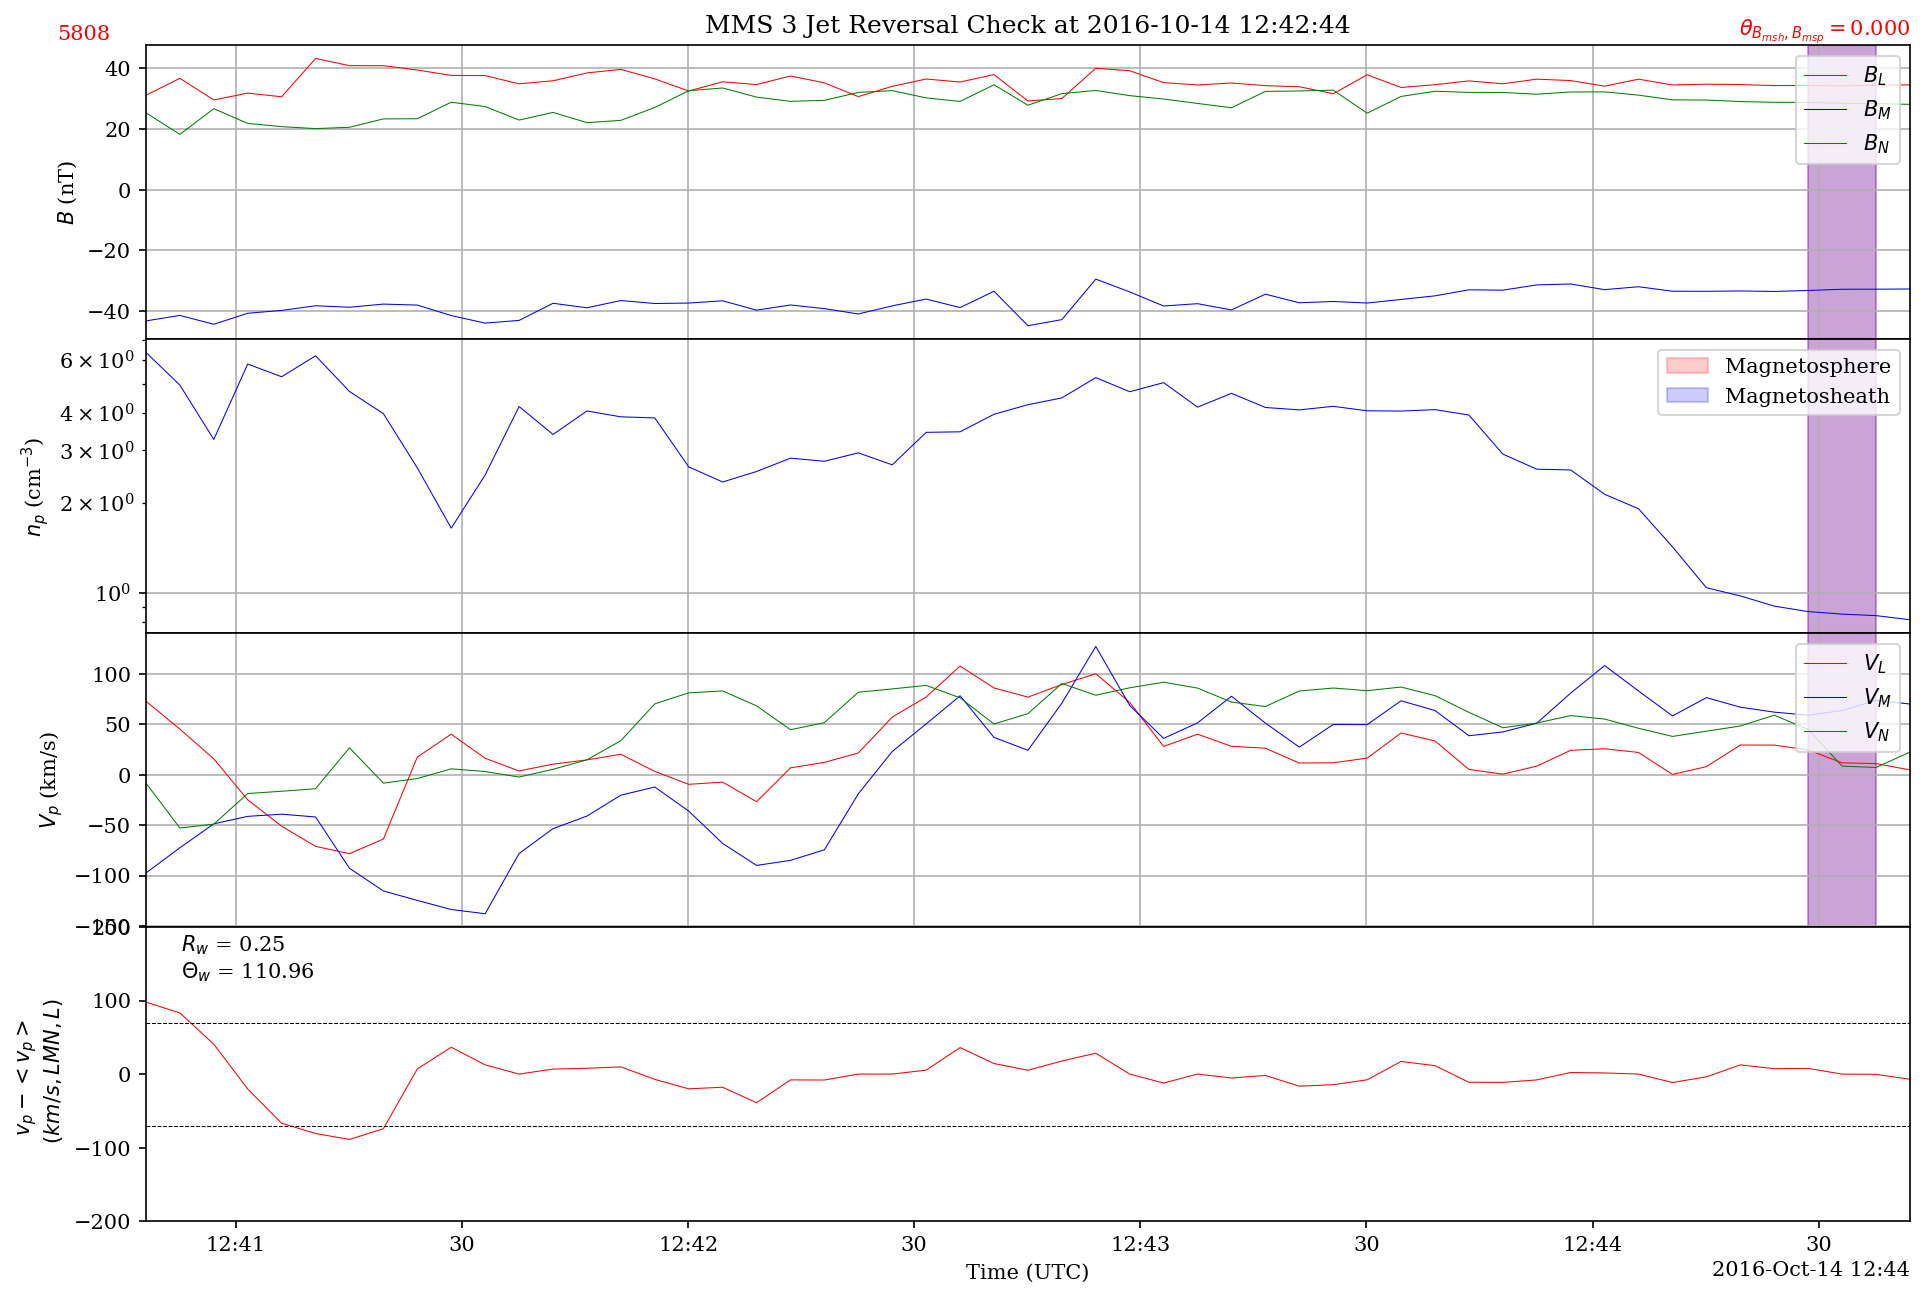 MMS 3 Jet Reversal Check at 2016-10-14 12:42:44
5808
θ_{B_{msh}, B_{msp}} = 0.000
40
20
0
−20
−40
B (nT)
B_L
B_M
B_N
6 × 10^0
4 × 10^0
3 × 10^0
2 × 10^0
10^0
n_p (cm^{−3})
Magnetosphere
Magnetosheath
100
50
0
−50
−100
−150
V_p (km/s)
V_L
V_M
V_N
200
100
0
−100
−200
v_p − < v_p >
(km/s, LMN, L)
R_w = 0.25
Θ_w = 110.96
12:41 30 12:42 30 12:43 30 12:44 30
Time (UTC)
2016-Oct-14 12:44